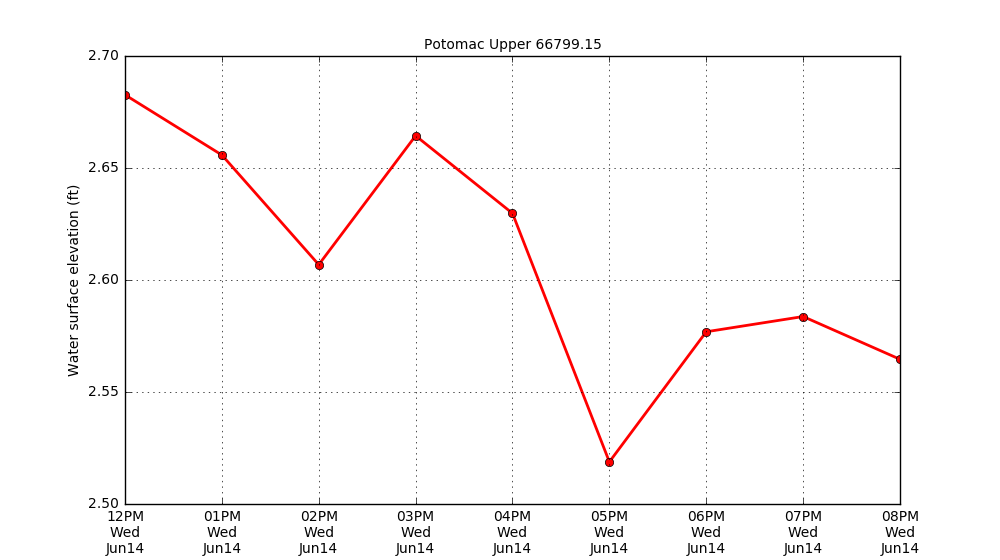 Potomac Upper 66799.15
2.70
2.65
2.60
2.55
2.50
Water surface elevation (ft)
12PM 01PM 02PM 03PM 04PM 05PM 06PM 07PM 08PM
Wed Wed Wed Wed Wed Wed Wed Wed Wed
Jun14 Jun14 Jun14 Jun14 Jun14 Jun14 Jun14 Jun14 Jun14